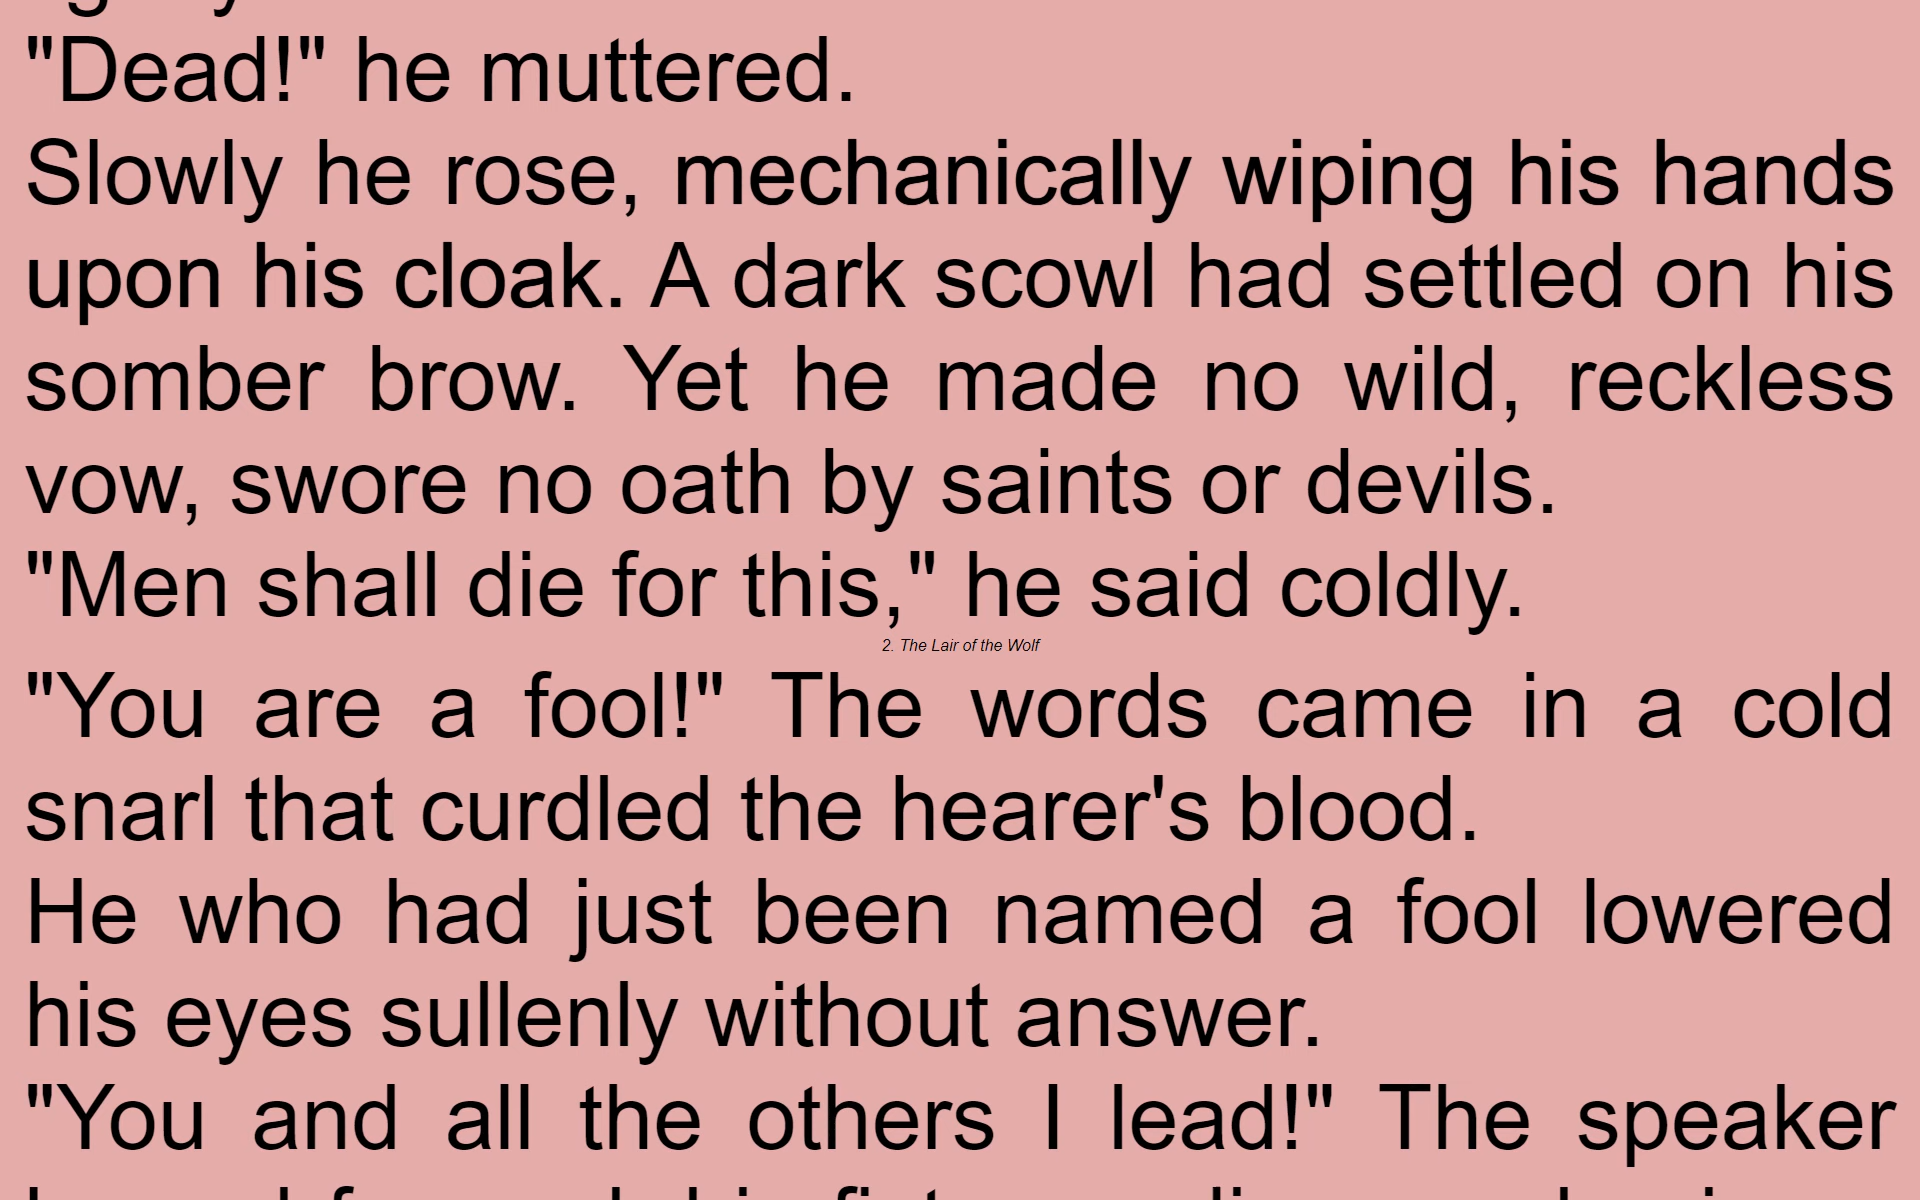 "Dead!" he muttered.
Slowly he rose, mechanically wiping his hands
upon his cloak. A dark scowl had settled on his
somber brow. Yet he made no wild, reckless
vow, swore no oath by saints or devils.
"Men shall die for this," he said coldly.
2. The Lair of the Wolf
"You are a fool!" The words came in a cold
snarl that curdled the hearer's blood.
He who had just been named a fool lowered
his eyes sullenly without answer.
"You and all the others I lead!" The speaker